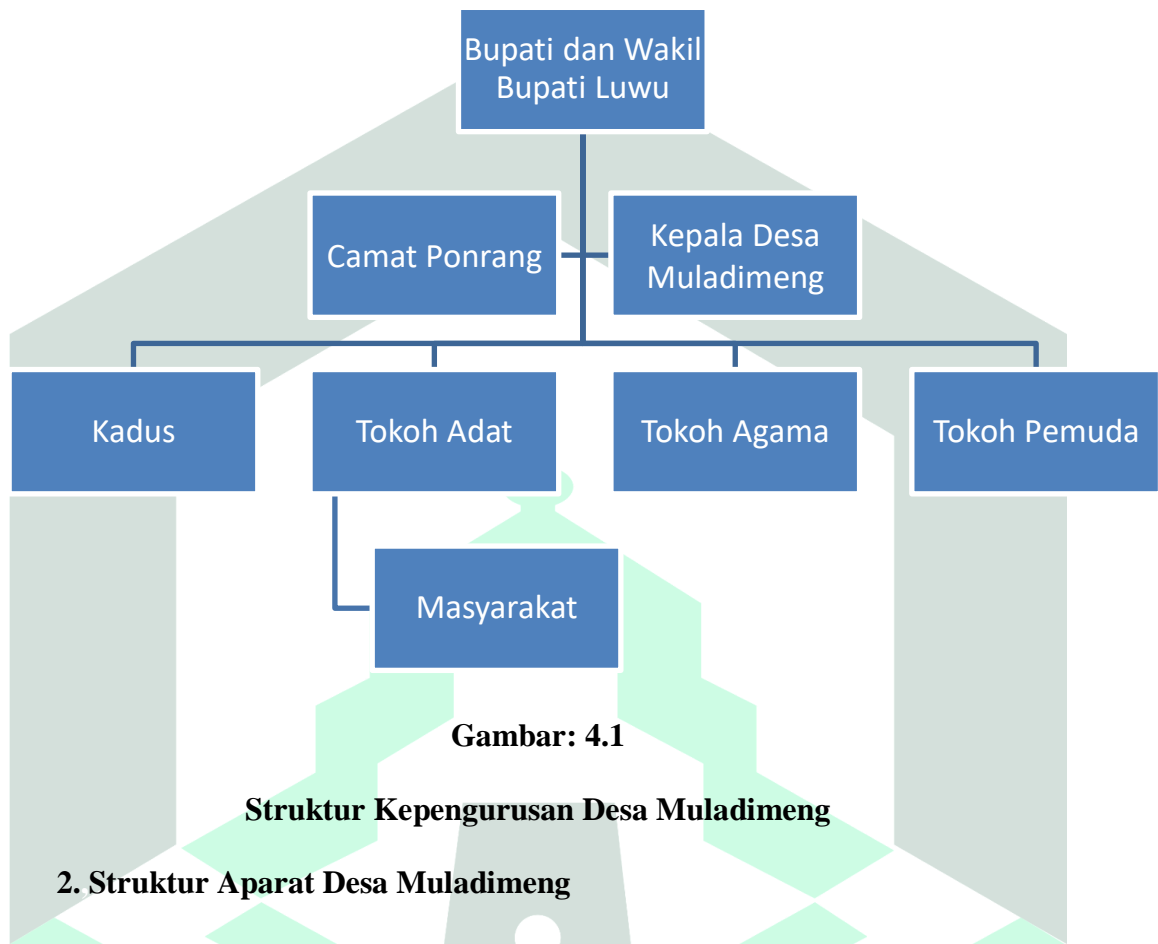 Bupati dan Wakil
Bupati Luwu
Camat Ponrang
Kepala Desa
Muladimeng
Kadus
Tokoh Adat
Tokoh Agama
Tokoh Pemuda
Masyarakat
Gambar: 4.1
Struktur Kepengurusan Desa Muladimeng
2. Struktur Aparat Desa Muladimeng